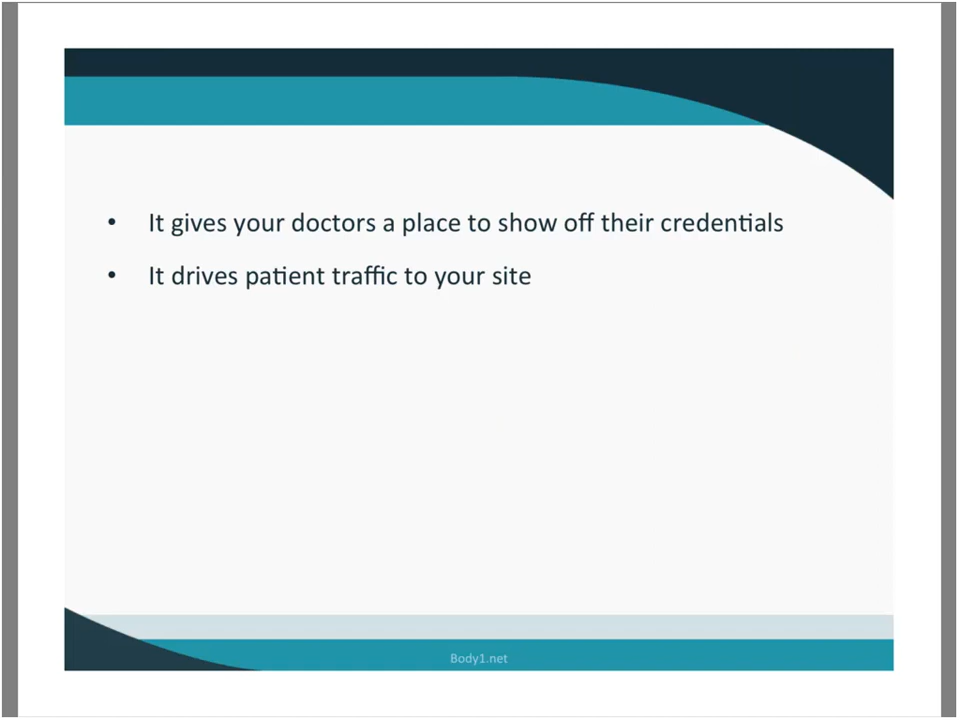 • It gives your doctors a place to show off their credentials
• It drives patient traffic to your site
Body1.net